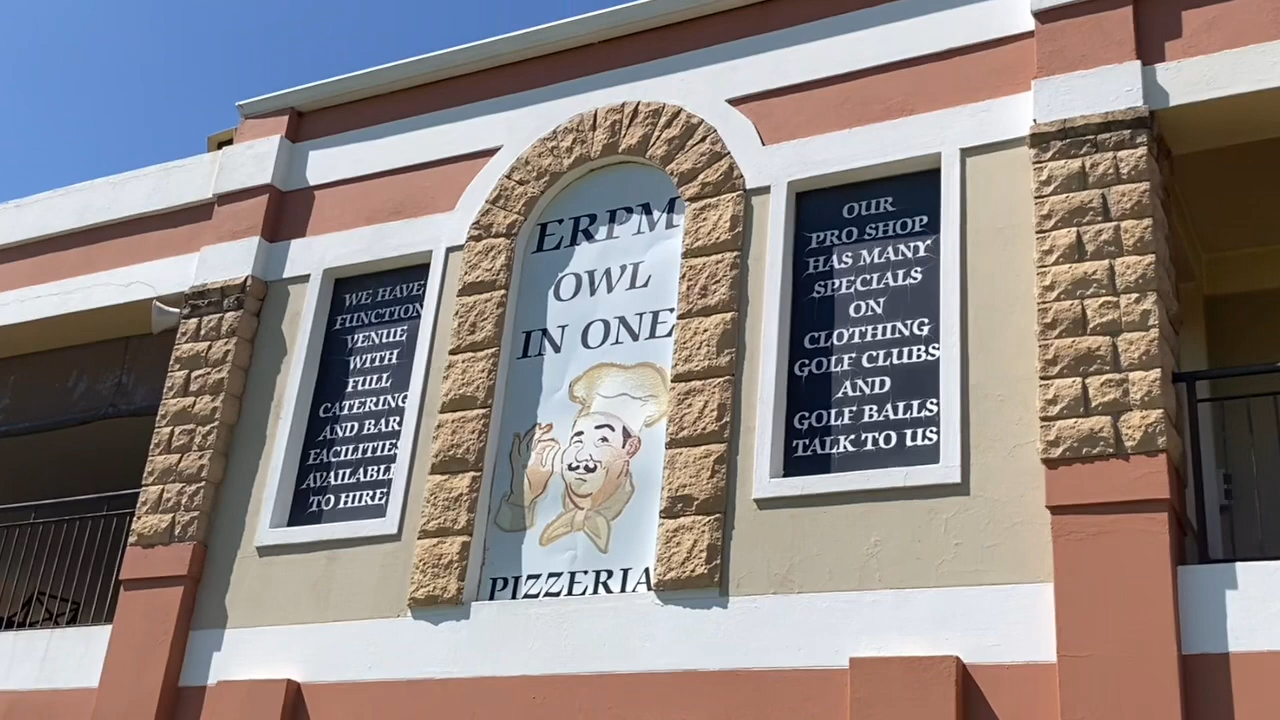 WE HAVE
FUNCTION
VENUE
WITH
FULL
CATERING
AND BAR
FACILITIES
AVAILABLE
TO HIRE
ERPM
OWL
IN ONE
PIZZERIA
OUR
PRO SHOP
HAS MANY
SPECIALS
ON
CLOTHING
GOLF CLUBS
AND
GOLF BALLS
TALK TO US